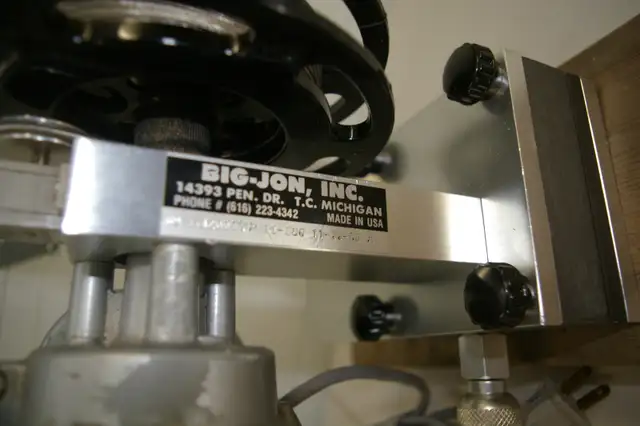 BIG-JON, INC.
14393 PEN. DR. T.C. MICHIGAN
PHONE # (616) 223-4342 MADE IN USA